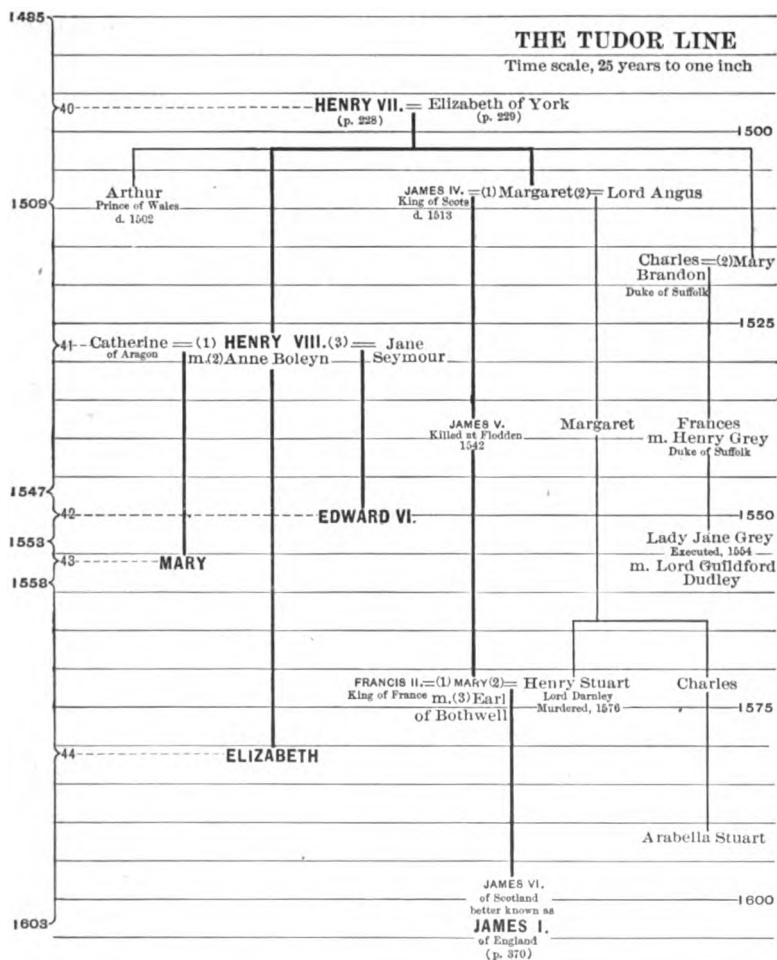 1485
THE TUDOR LINE
Time scale, 25 years to one inch
40 HENRY VII. = Elizabeth of York
(p. 228) (p. 229)
1500
Arthur
Prince of Wales
d. 1502
JAMES IV. =(1) Margaret(2)= Lord Angus
King of Scots
d. 1513
1509
Charles=(2)Mary
Brandon
Duke of Suffolk
1525
41 Catherine =(1) HENRY VIII.(3)= Jane
of Aragon m.(2) Anne Boleyn Seymour
JAMES V.
Killed at Flodden
1542
Margaret
Frances
m. Henry Grey
Duke of Suffolk
1547
42 EDWARD VI.
1550
1553
43 MARY
Lady Jane Grey
Executed, 1554
m. Lord Guildford
Dudley
1558
FRANCIS II.=(1) MARY(2)= Henry Stuart
King of France m.(3) Earl Lord Darnley
of Bothwell Murdered, 1576
Charles
1575
44 ELIZABETH
Arabella Stuart
JAMES VI.
of Scotland
better known as
1600
1603
JAMES I.
of England
(p. 370)